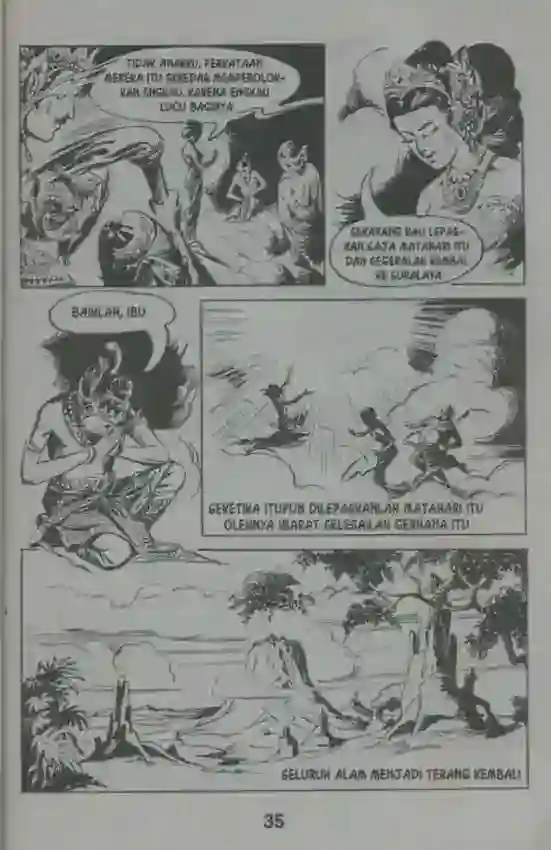 TIDAK ANAKKU, PERKATAAN
MEREKA ITU SEKEDAR MEMPEROLOK-
KAN ENGKAU. KARENA ENGKAU
LUCU BAGINYA
SEKARANG KAU LEPAS-
KAN SAJA MATAHARI ITU
DAN SEGERALAH KEMBALI
KE SURALAYA
BAIKLAH, IBU
SEKETIKA ITUPUN DILEPASKANLAH MATAHARI ITU
OLEHNYA IBARAT SELESAILAH GERHANA ITU
SELURUH ALAM MENJADI TERANG KEMBALI
35